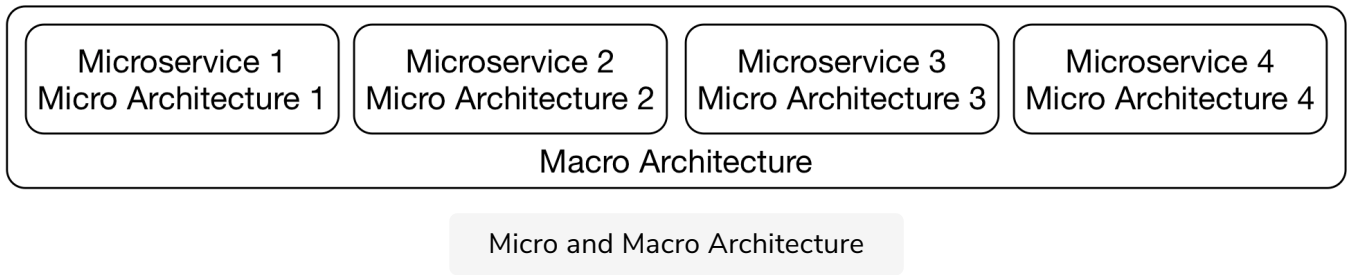 Microservice 1
Micro Architecture 1
Microservice 2
Micro Architecture 2
Microservice 3
Micro Architecture 3
Microservice 4
Micro Architecture 4
Macro Architecture
Micro and Macro Architecture